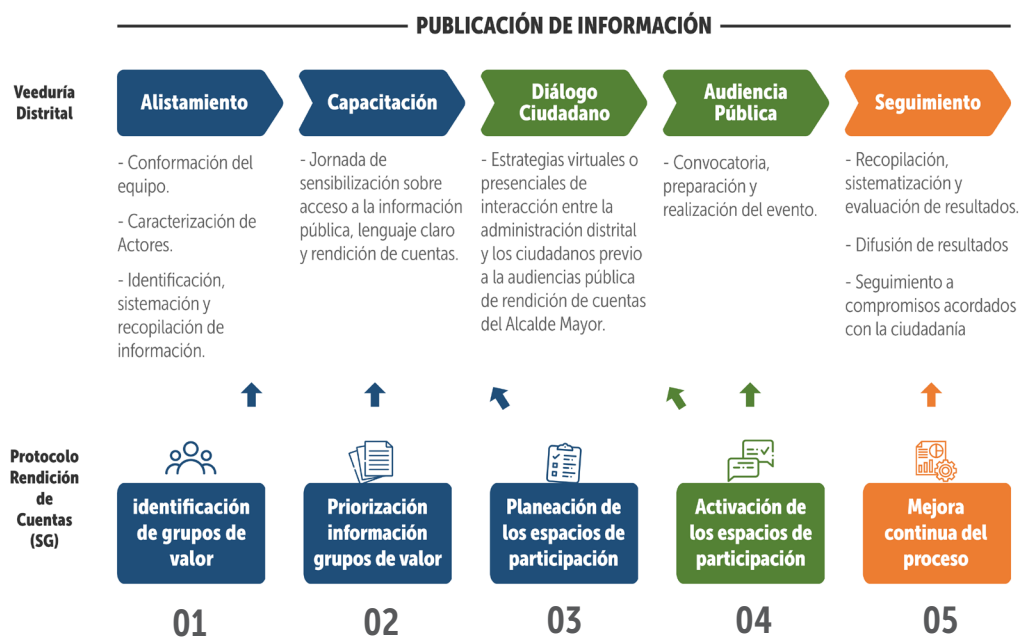 PUBLICACIÓN DE INFORMACIÓN
Veeduría
Distrital
Alistamiento
- Conformación del
equipo.
- Caracterización de
Actores.
- Identificación,
sistemación y
recopilación de
información.
Capacitación
- Jornada de
sensibilización sobre
acceso a la información
pública, lenguaje claro
y rendición de cuentas.
Diálogo
Ciudadano
- Estrategias virtuales o
presenciales de
interacción entre la
administración distrital
y los ciudadanos previo
a la audiencias pública
de rendición de cuentas
del Alcalde Mayor.
Audiencia
Pública
- Convocatoria,
preparación y
realización del evento.
Seguimiento
- Recopilación,
sistematización y
evaluación de resultados.
- Difusión de resultados
- Seguimiento a
compromisos acordados
con la ciudadanía
Protocolo
Rendición
de
Cuentas
(SG)
identificación
de grupos de
valor
01
Priorización
información
grupos de valor
02
Planeación de
los espacios de
participación
03
Activación de
los espacios de
participación
04
Mejora
continua del
proceso
05